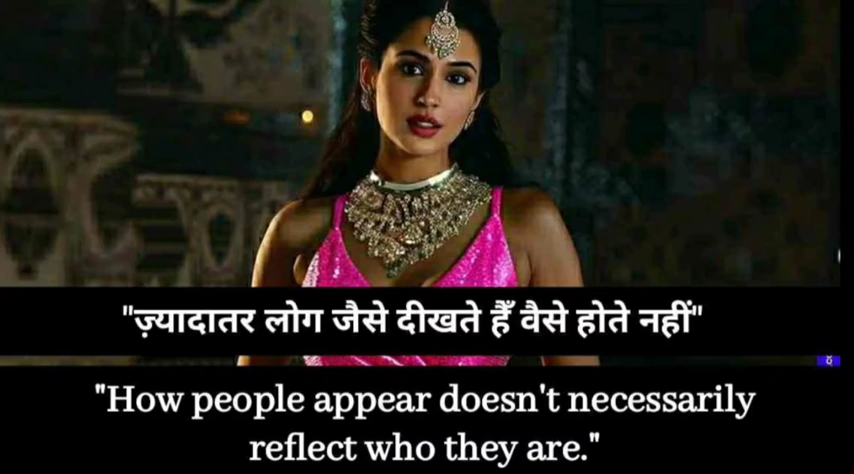 "ज़्यादातर लोग जैसे दीखते हैँ वैसे होते नहीं"
"How people appear doesn't necessarily
reflect who they are."